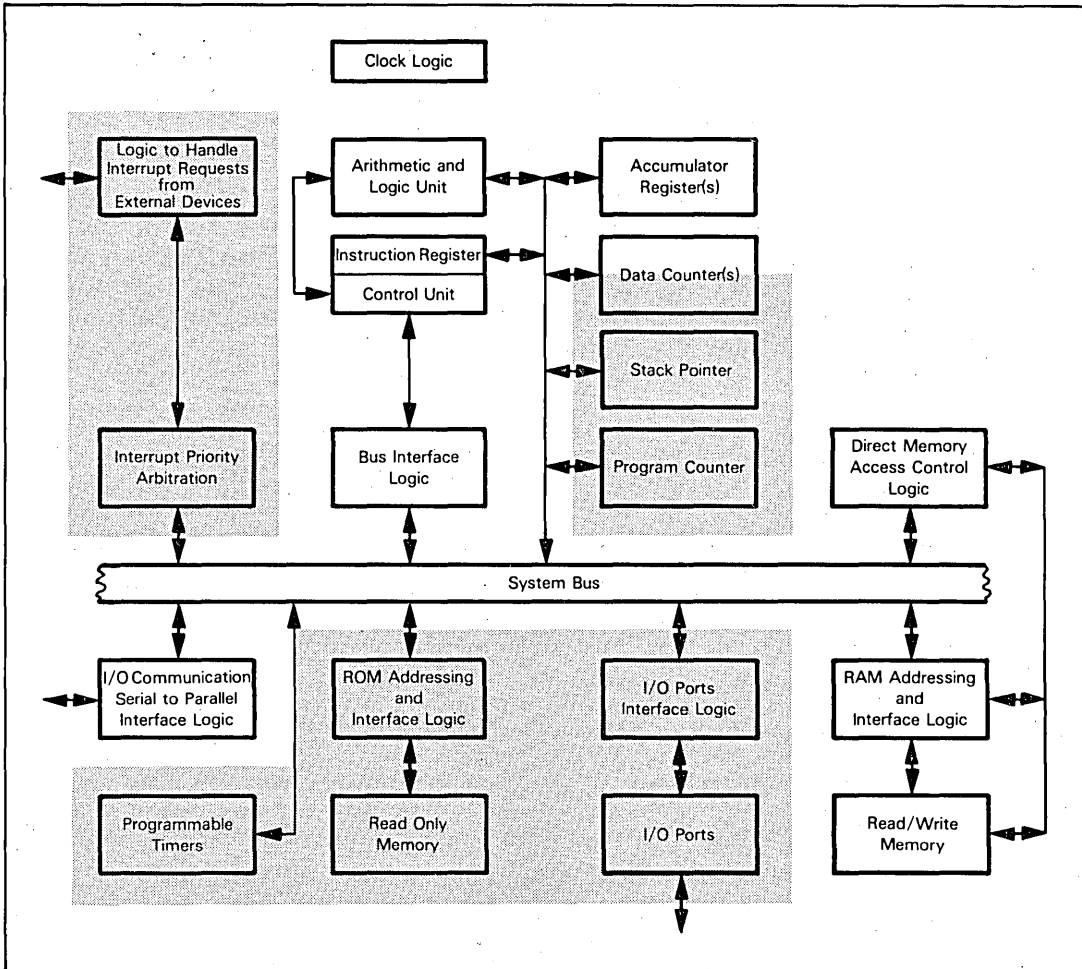 Clock Logic
Logic to Handle
Interrupt Requests
from
External Devices
Arithmetic and
Logic Unit
Accumulator
Register(s)
Instruction Register
Control Unit
Data Counter(s)
Stack Pointer
Interrupt Priority
Arbitration
Bus Interface
Logic
Program Counter
Direct Memory
Access Control
Logic
System Bus
I/O Communication
Serial to Parallel
Interface Logic
ROM Addressing
and
Interface Logic
I/O Ports
Interface Logic
RAM Addressing
and
Interface Logic
Programmable
Timers
Read Only
Memory
I/O Ports
Read/Write
Memory